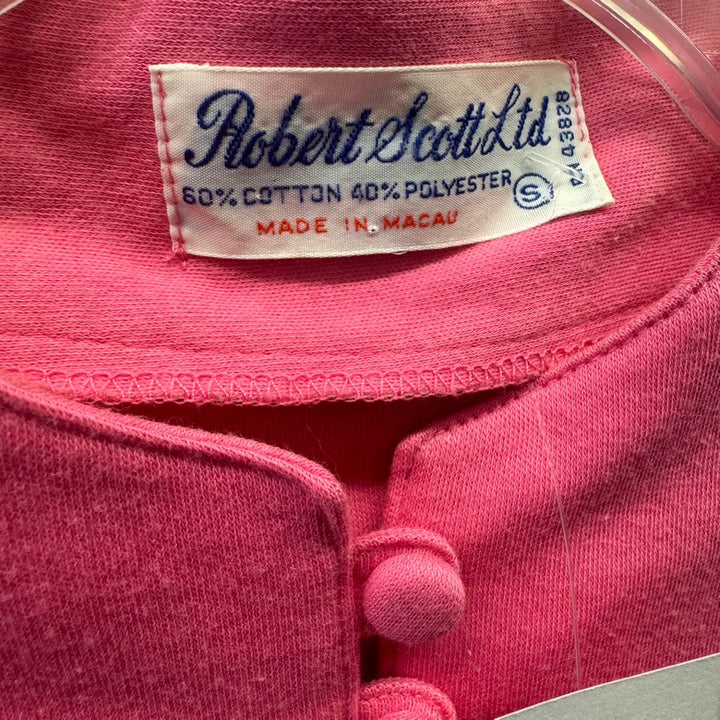 Robert Scott Ltd
60% COTTON 40% POLYESTER S
MADE IN MACAU
RN 43828